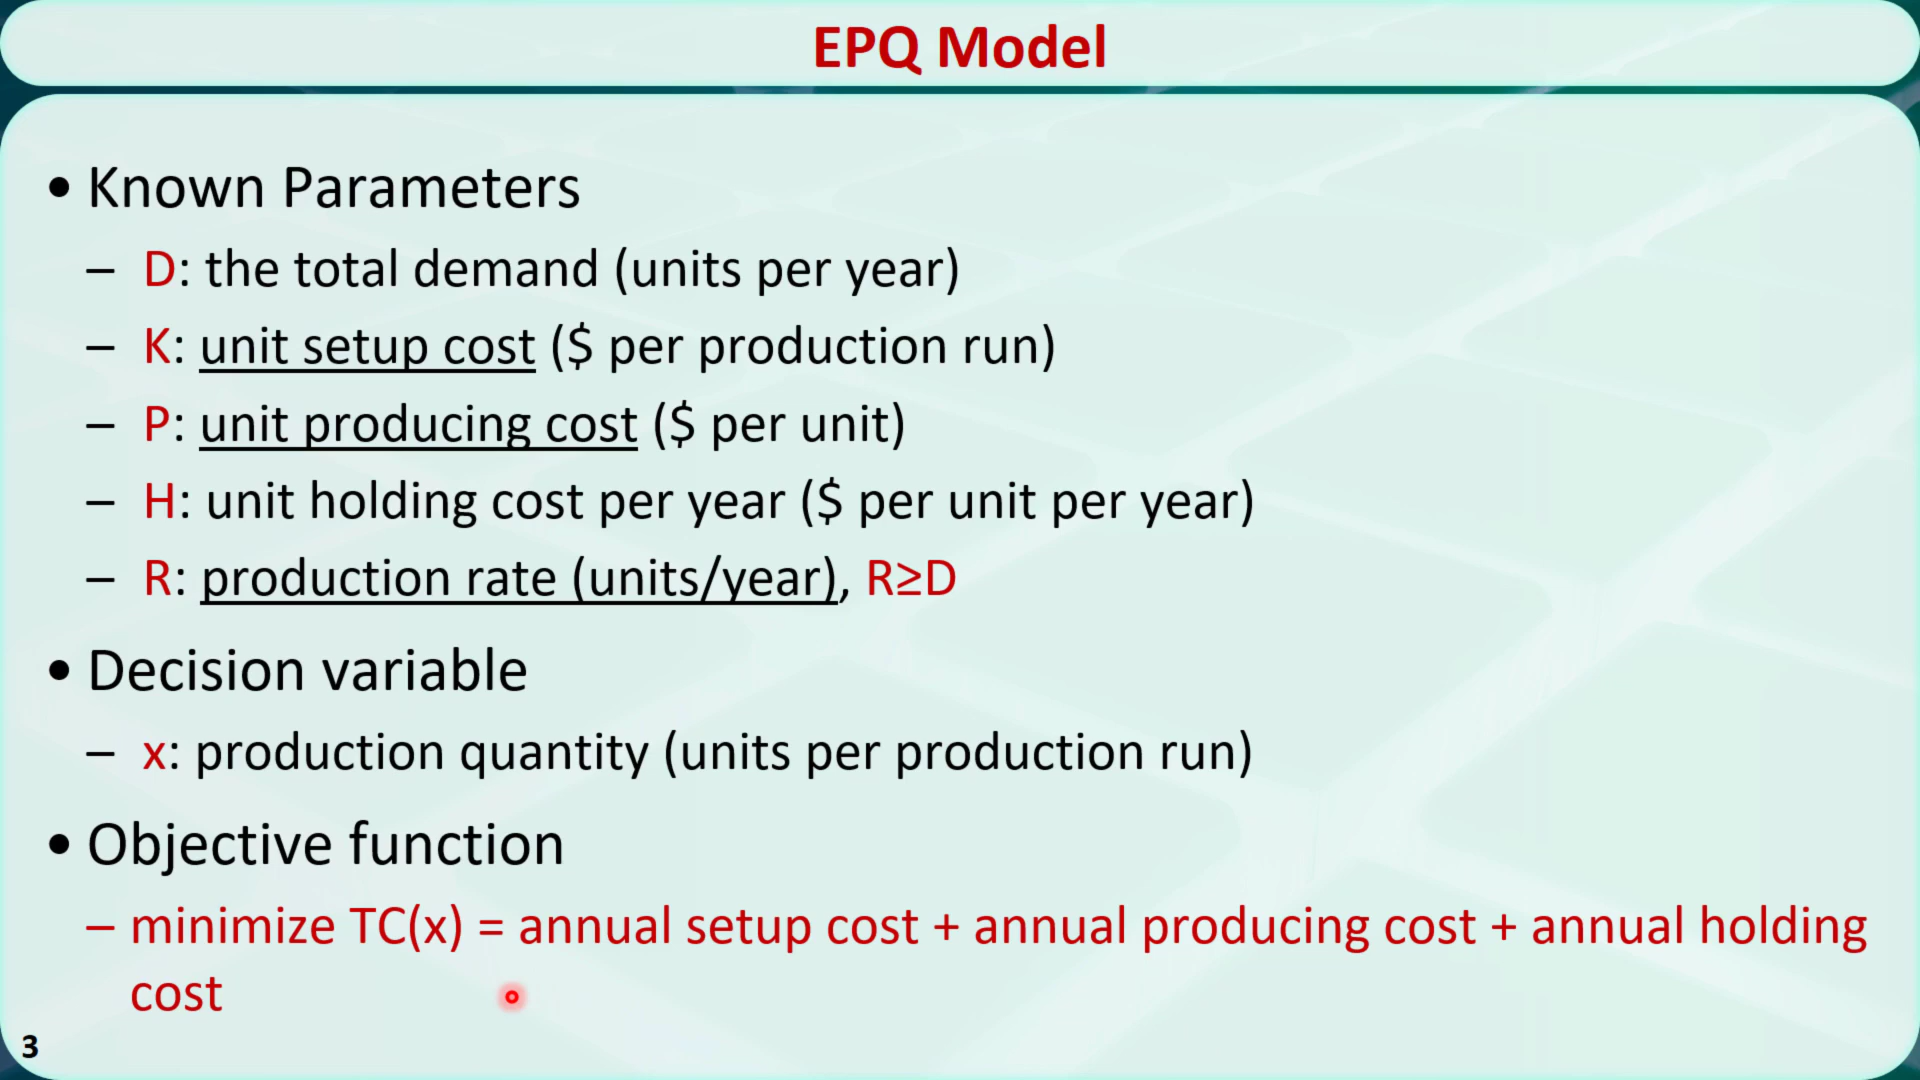 EPQ Model
• Known Parameters
– D: the total demand (units per year)
– K: unit setup cost ($ per production run)
– P: unit producing cost ($ per unit)
– H: unit holding cost per year ($ per unit per year)
– R: production rate (units/year), R≥D
• Decision variable
– x: production quantity (units per production run)
• Objective function
– minimize TC(x) = annual setup cost + annual producing cost + annual holding
cost
3